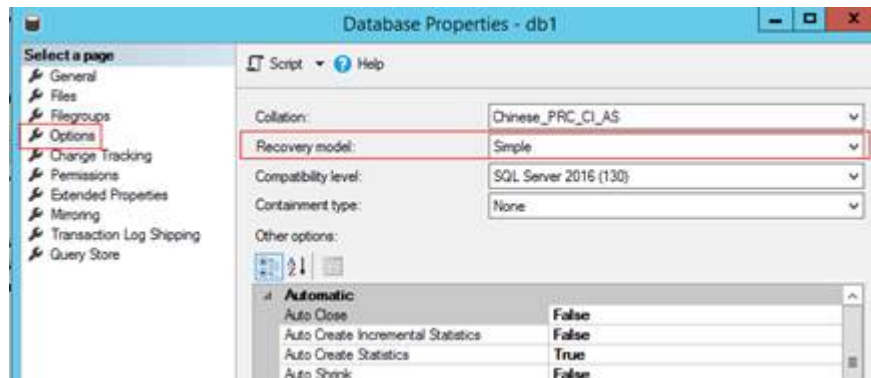 Database Properties - db1
Select a page
General
Files
Filegroups
Options
Change Tracking
Permissions
Extended Properties
Mirroring
Transaction Log Shipping
Query Store
Script Help
Collation: Chinese_PRC_CI_AS
Recovery model: Simple
Compatibility level: SQL Server 2016 (130)
Containment type: None
Other options:
Automatic
Auto Close False
Auto Create Incremental Statistics False
Auto Create Statistics True
Auto Shrink False